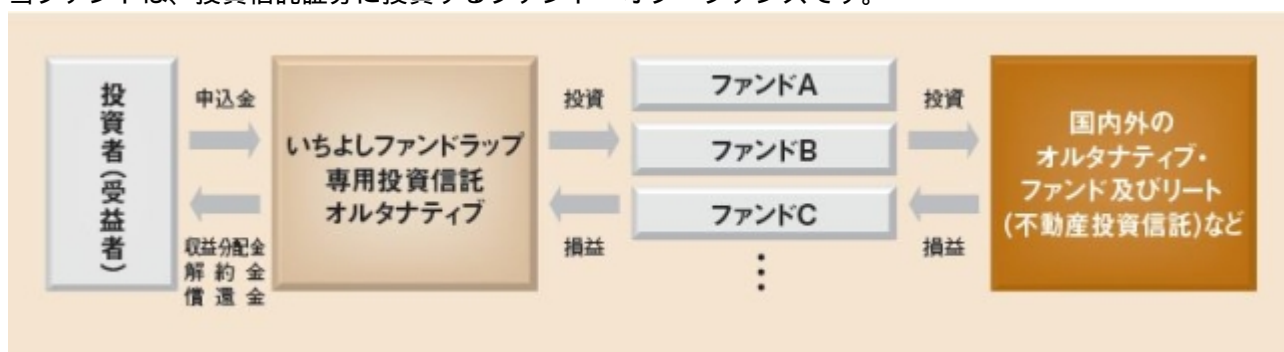 当ファンドは、投資信託証券に投資するファンド・オブ・ファンズです。
投資者(受益者)
申込金
収益分配金
解約金
償還金
いちよしファンドラップ
専用投資信託
オルタナティブ
投資
損益
ファンドA
ファンドB
ファンドC
投資
損益
国内外の
オルタナティブ・
ファンド及びリート
(不動産投資信託)など